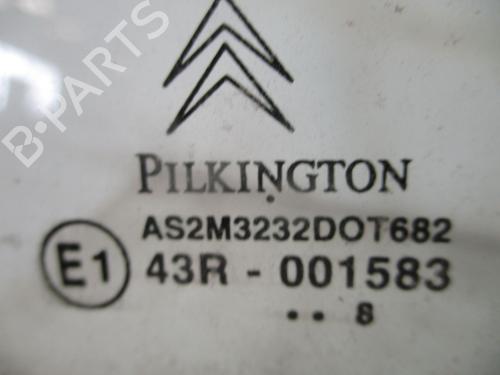 B-PARTS
PILKINGTON
AS2M3232DOT682
E1
43R - 001583
.. 8